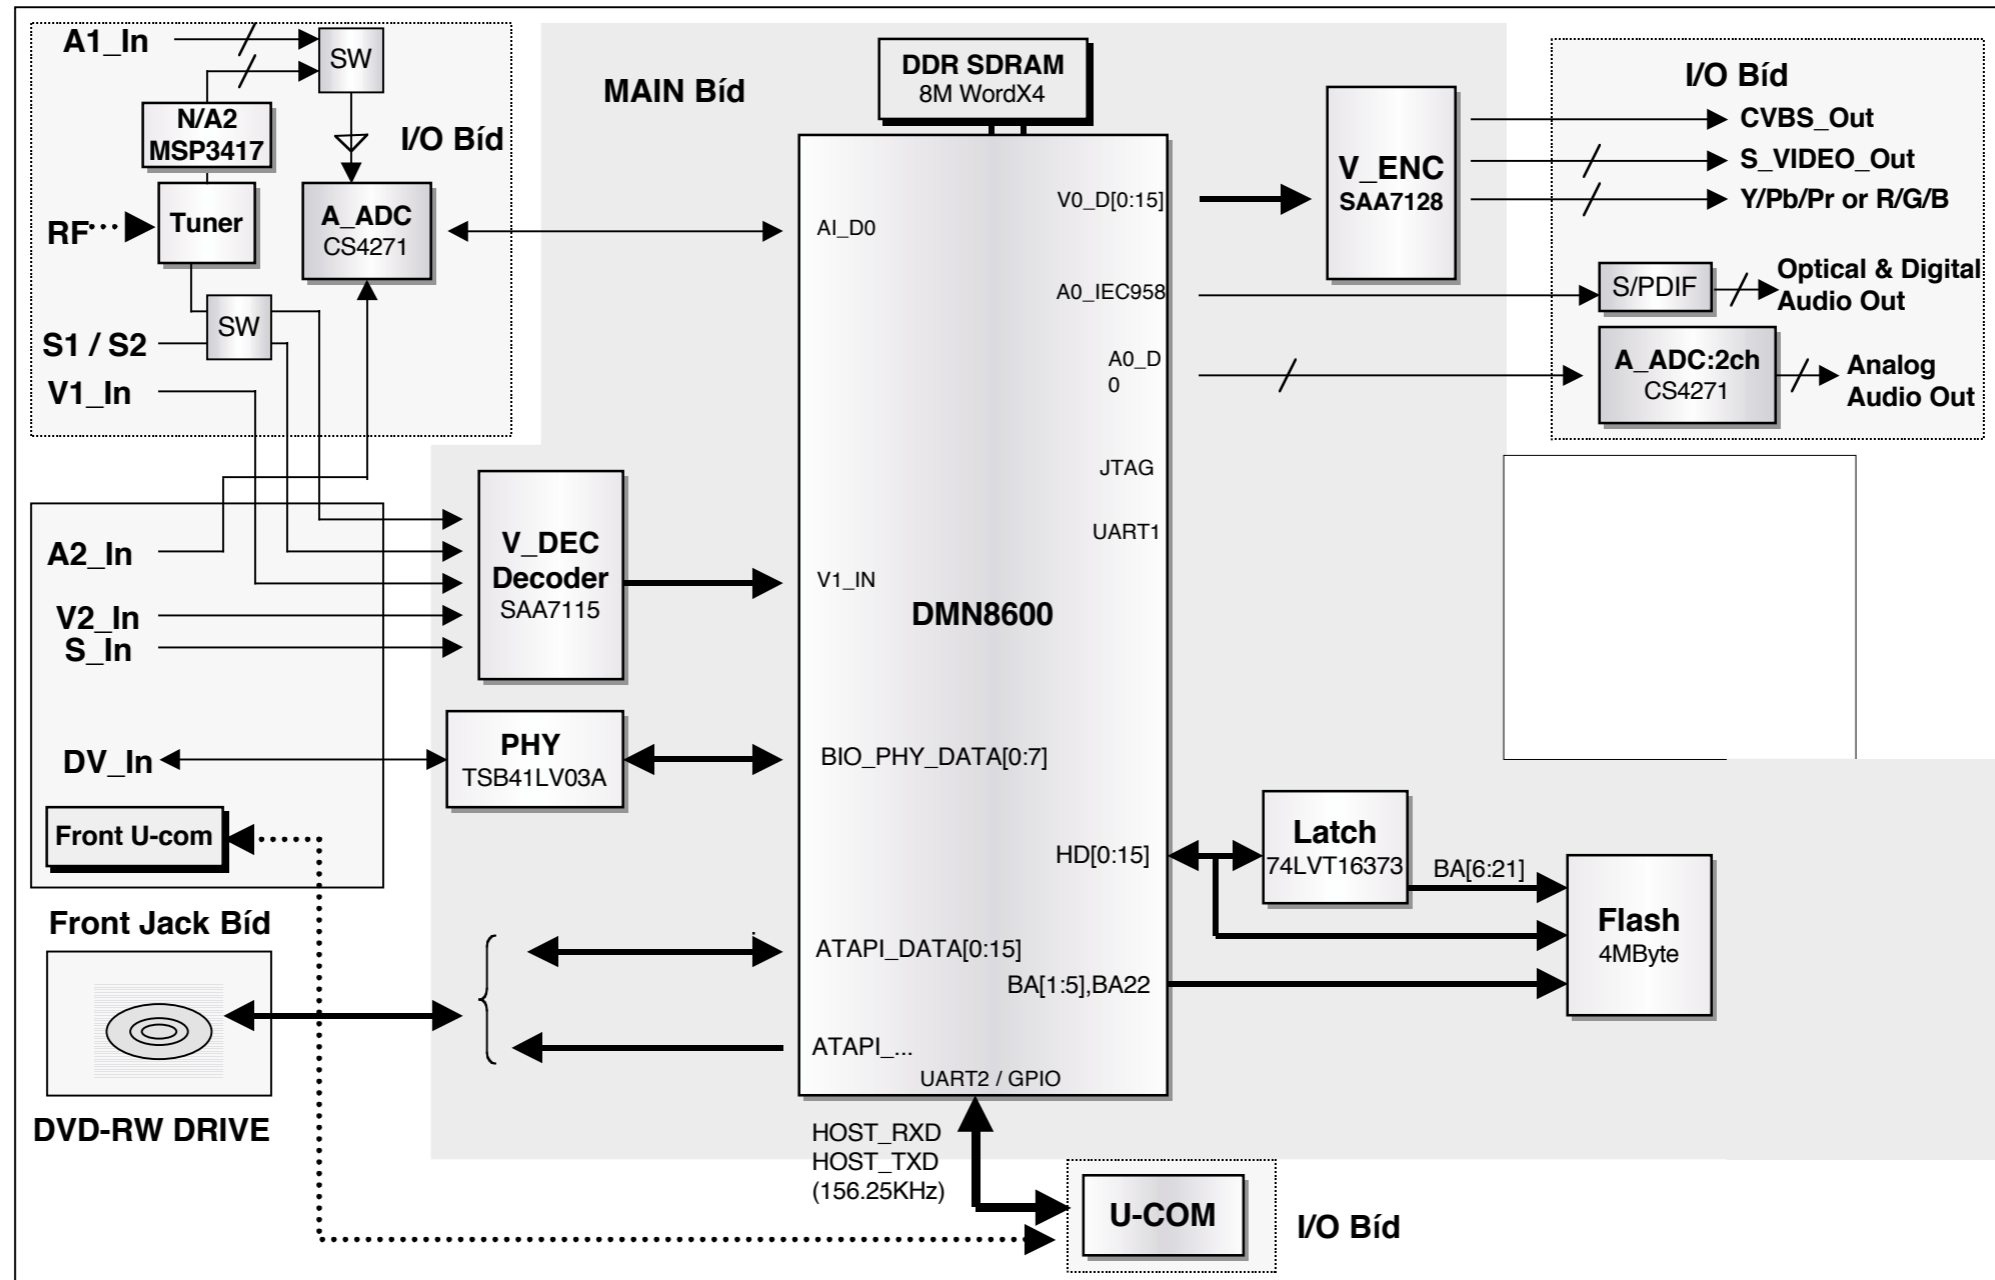 A1_In
SW
N/A2
MSP3417
I/O Bíd
RF
Tuner
A_ADC
CS4271
SW
S1 / S2
V1_In
MAIN Bíd
DDR SDRAM
8M WordX4
V_ENC
SAA7128
I/O Bíd
CVBS_Out
S_VIDEO_Out
Y/Pb/Pr or R/G/B
S/PDIF
Optical & Digital
Audio Out
A_ADC:2ch
CS4271
Analog
Audio Out
AI_D0
V0_D[0:15]
A0_IEC958
A0_D
0
JTAG
UART1
V1_IN
DMN8600
BIO_PHY_DATA[0:7]
HD[0:15]
ATAPI_DATA[0:15]
BA[1:5],BA22
ATAPI_...
UART2 / GPIO
A2_In
V2_In
S_In
V_DEC
Decoder
SAA7115
DV_In
PHY
TSB41LV03A
Front U-com
Front Jack Bíd
DVD-RW DRIVE
Latch
74LVT16373
BA[6:21]
Flash
4MByte
HOST_RXD
HOST_TXD
(156.25KHz)
U-COM
I/O Bíd